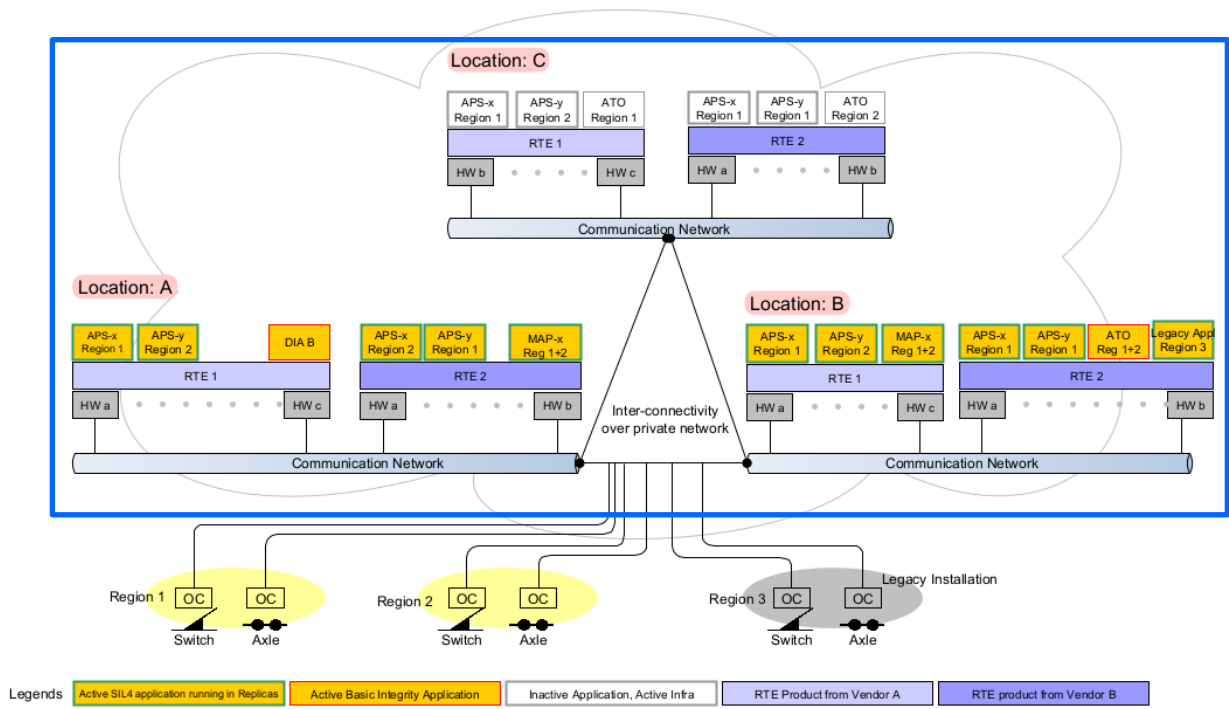 Location: C
APS-x
Region 1
APS-y
Region 2
ATO
Region 1
RTE 1
HW b
HW c
APS-x
Region 1
APS-y
Region 1
ATO
Region 2
RTE 2
HW a
HW b
Communication Network
Location: A
APS-x
Region 1
APS-y
Region 2
DIA B
RTE 1
HW a
HW c
APS-x
Region 2
APS-y
Region 1
MAP-x
Reg 1+2
RTE 2
HW a
HW b
Communication Network
Inter-connectivity
over private network
Location: B
APS-x
Region 1
APS-y
Region 2
MAP-x
Reg 1+2
RTE 1
HW a
HW c
APS-x
Region 1
APS-y
Region 1
ATO
Reg 1+2
Legacy Appl
Region 3
RTE 2
HW a
HW b
Communication Network
Region 1
OC
OC
Switch
Axle
Region 2
OC
OC
Switch
Axle
Legacy Installation
Region 3
OC
OC
Switch
Axle
Legends
Active SIL4 application running in Replicas
Active Basic Integrity Application
Inactive Application, Active Infra
RTE Product from Vendor A
RTE product from Vendor B